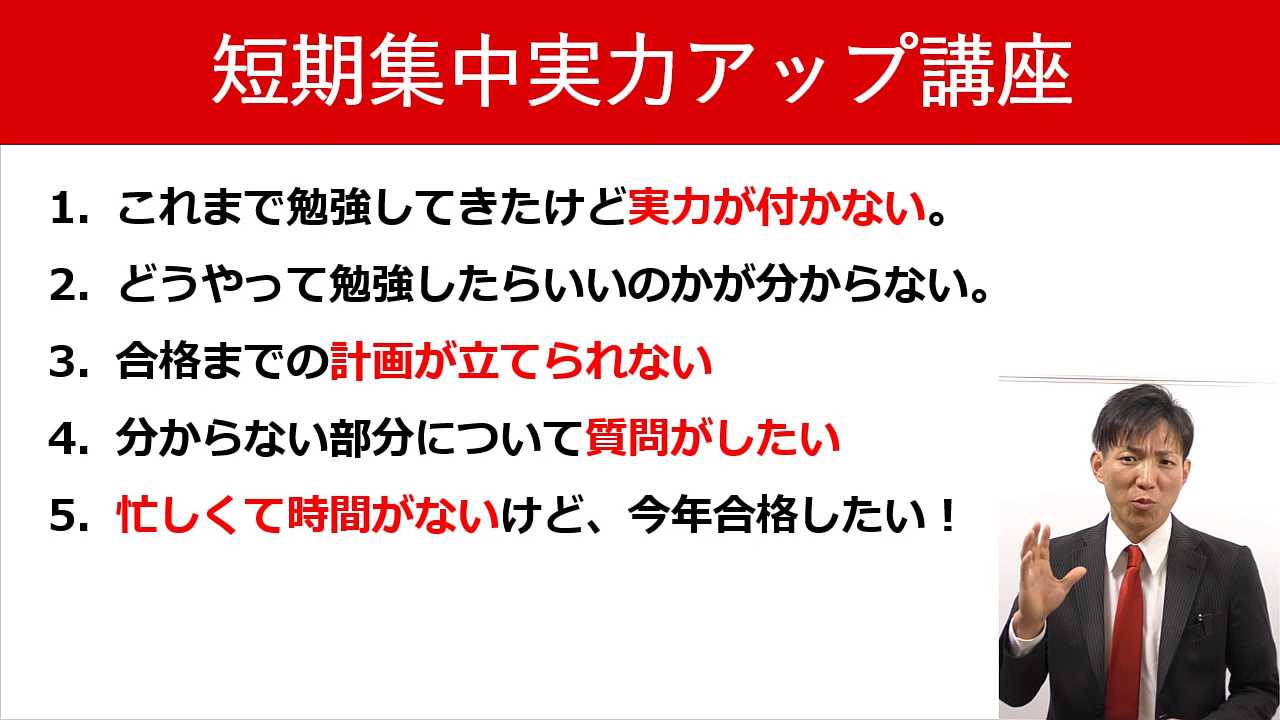 短期集中実力アップ講座
1. これまで勉強してきたけど実力が付かない。
2. どうやって勉強したらいいのかが分からない。
3. 合格までの計画が立てられない
4. 分からない部分について質問がしたい
5. 忙しくて時間がないけど、今年合格したい！